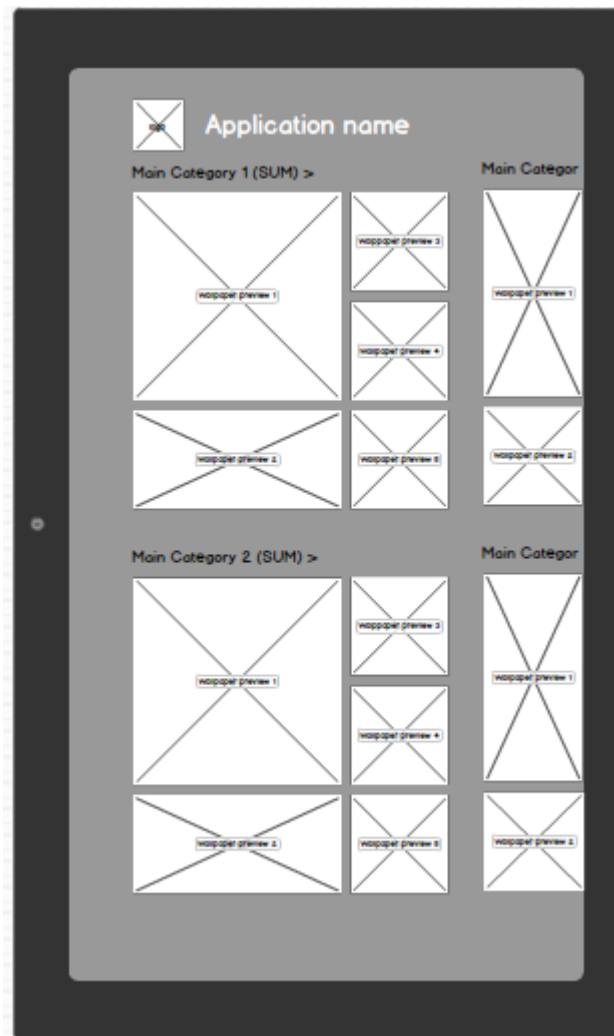 logo
Application name
Main Category 1 (SUM) >
Main Categor
Wallpaper preview 1
Wallpaper preview 3
Wallpaper preview 1
Wallpaper preview 4
Wallpaper preview 2
Wallpaper preview 5
Wallpaper preview 2
Main Category 2 (SUM) >
Main Categor
Wallpaper preview 1
Wallpaper preview 3
Wallpaper preview 1
Wallpaper preview 4
Wallpaper preview 2
Wallpaper preview 5
Wallpaper preview 2